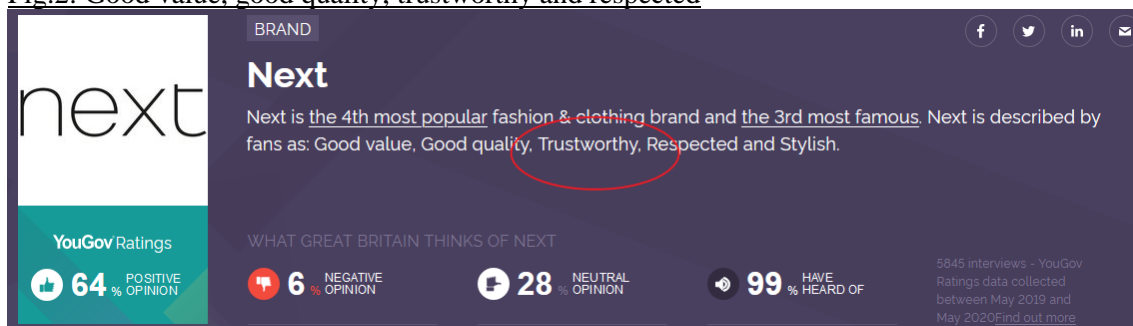 Fig.2: Good value, good quality, trustworthy and respected
BRAND
next
Next
Next is the 4th most popular fashion & clothing brand and the 3rd most famous. Next is described by
fans as: Good value, Good quality, Trustworthy, Respected and Stylish.
YouGov Ratings
64 % POSITIVE OPINION
WHAT GREAT BRITAIN THINKS OF NEXT
6 % NEGATIVE OPINION
28 % NEUTRAL OPINION
99 % HAVE HEARD OF
5845 interviews - YouGov
Ratings data collected
between May 2019 and
May 2020Find out more